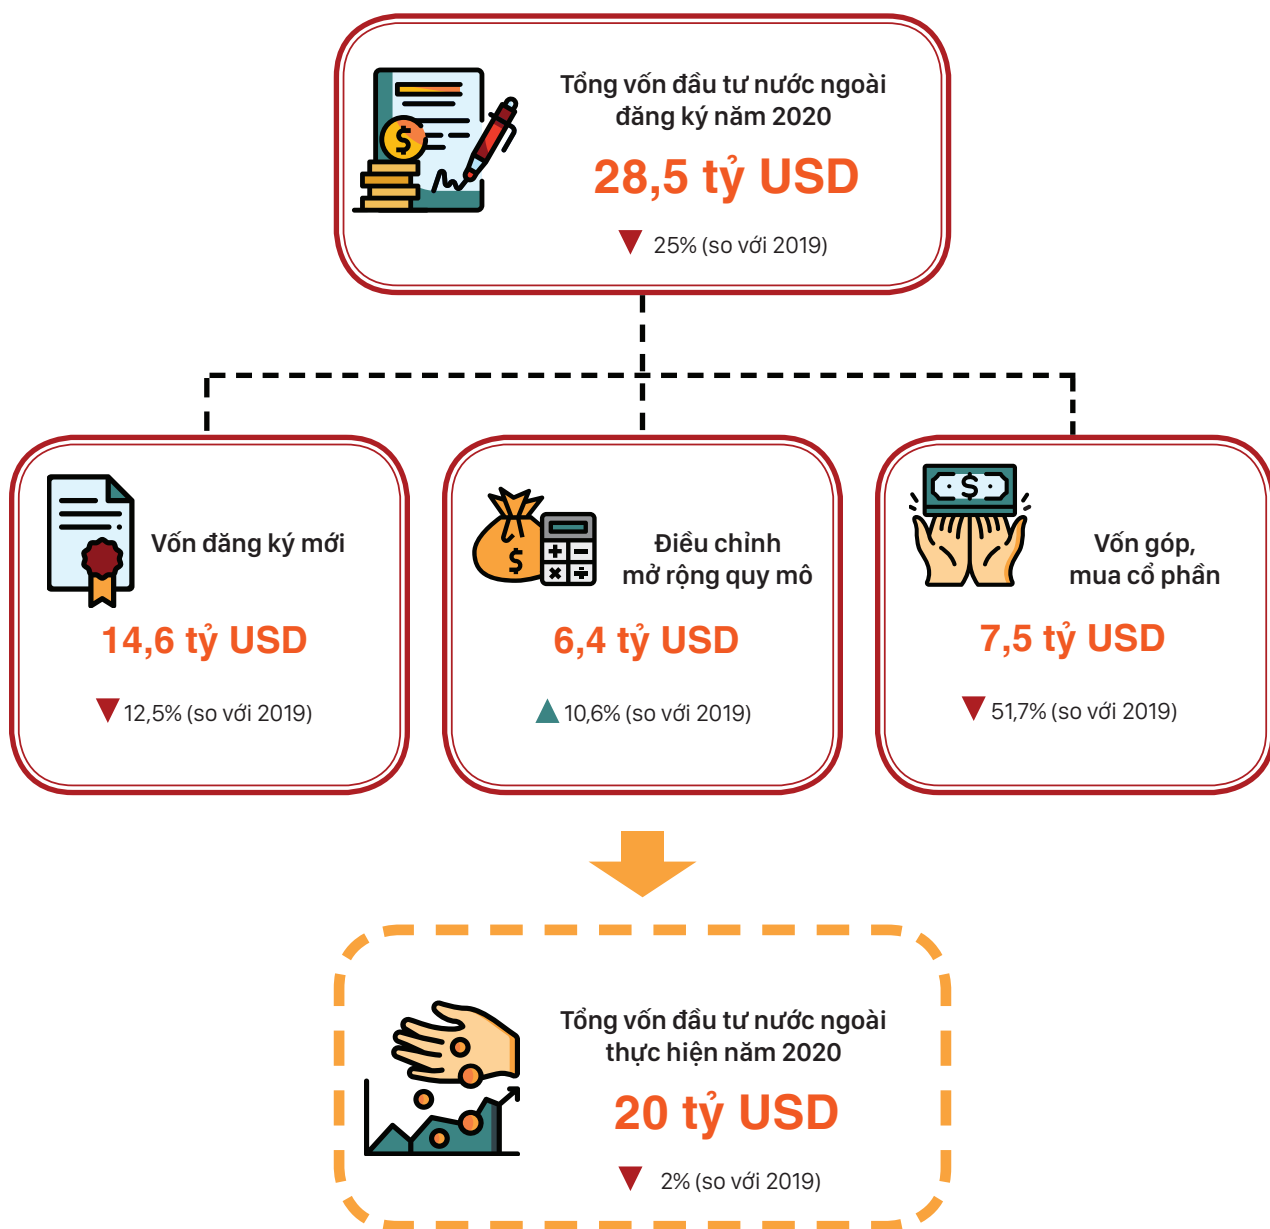 Tổng vốn đầu tư nước ngoài
đăng ký năm 2020
28,5 tỷ USD
25% (so với 2019)
Vốn đăng ký mới
14,6 tỷ USD
12,5% (so với 2019)
Điều chỉnh
mở rộng quy mô
6,4 tỷ USD
10,6% (so với 2019)
Vốn góp,
mua cổ phần
7,5 tỷ USD
51,7% (so với 2019)
Tổng vốn đầu tư nước ngoài
thực hiện năm 2020
20 tỷ USD
2% (so với 2019)